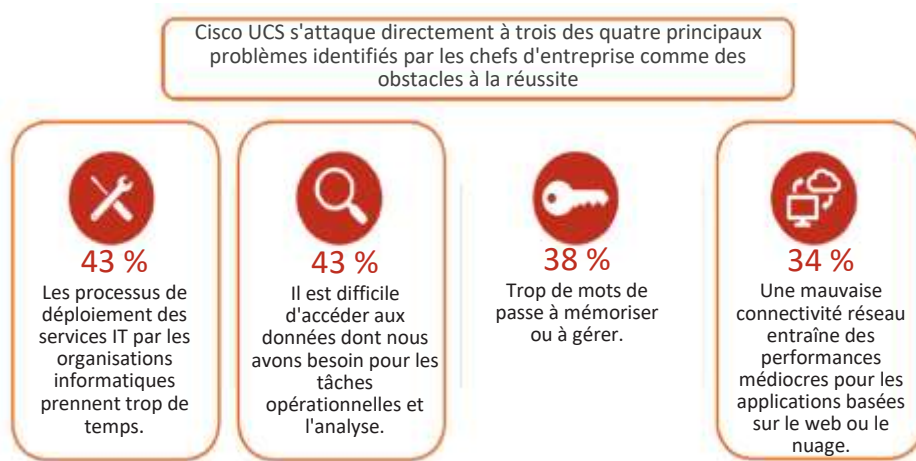 Cisco UCS s'attaque directement à trois des quatre principaux
problèmes identifiés par les chefs d'entreprise comme des
obstacles à la réussite
43 %
Les processus de
déploiement des
services IT par les
organisations
informatiques
prennent trop de
temps.
43 %
Il est difficile
d'accéder aux
données dont nous
avons besoin pour les
tâches
opérationnelles et
l'analyse.
38 %
Trop de mots de
passe à mémoriser
ou à gérer.
34 %
Une mauvaise
connectivité réseau
entraîne des
performances
médiocres pour les
applications basées
sur le web ou le
nuage.